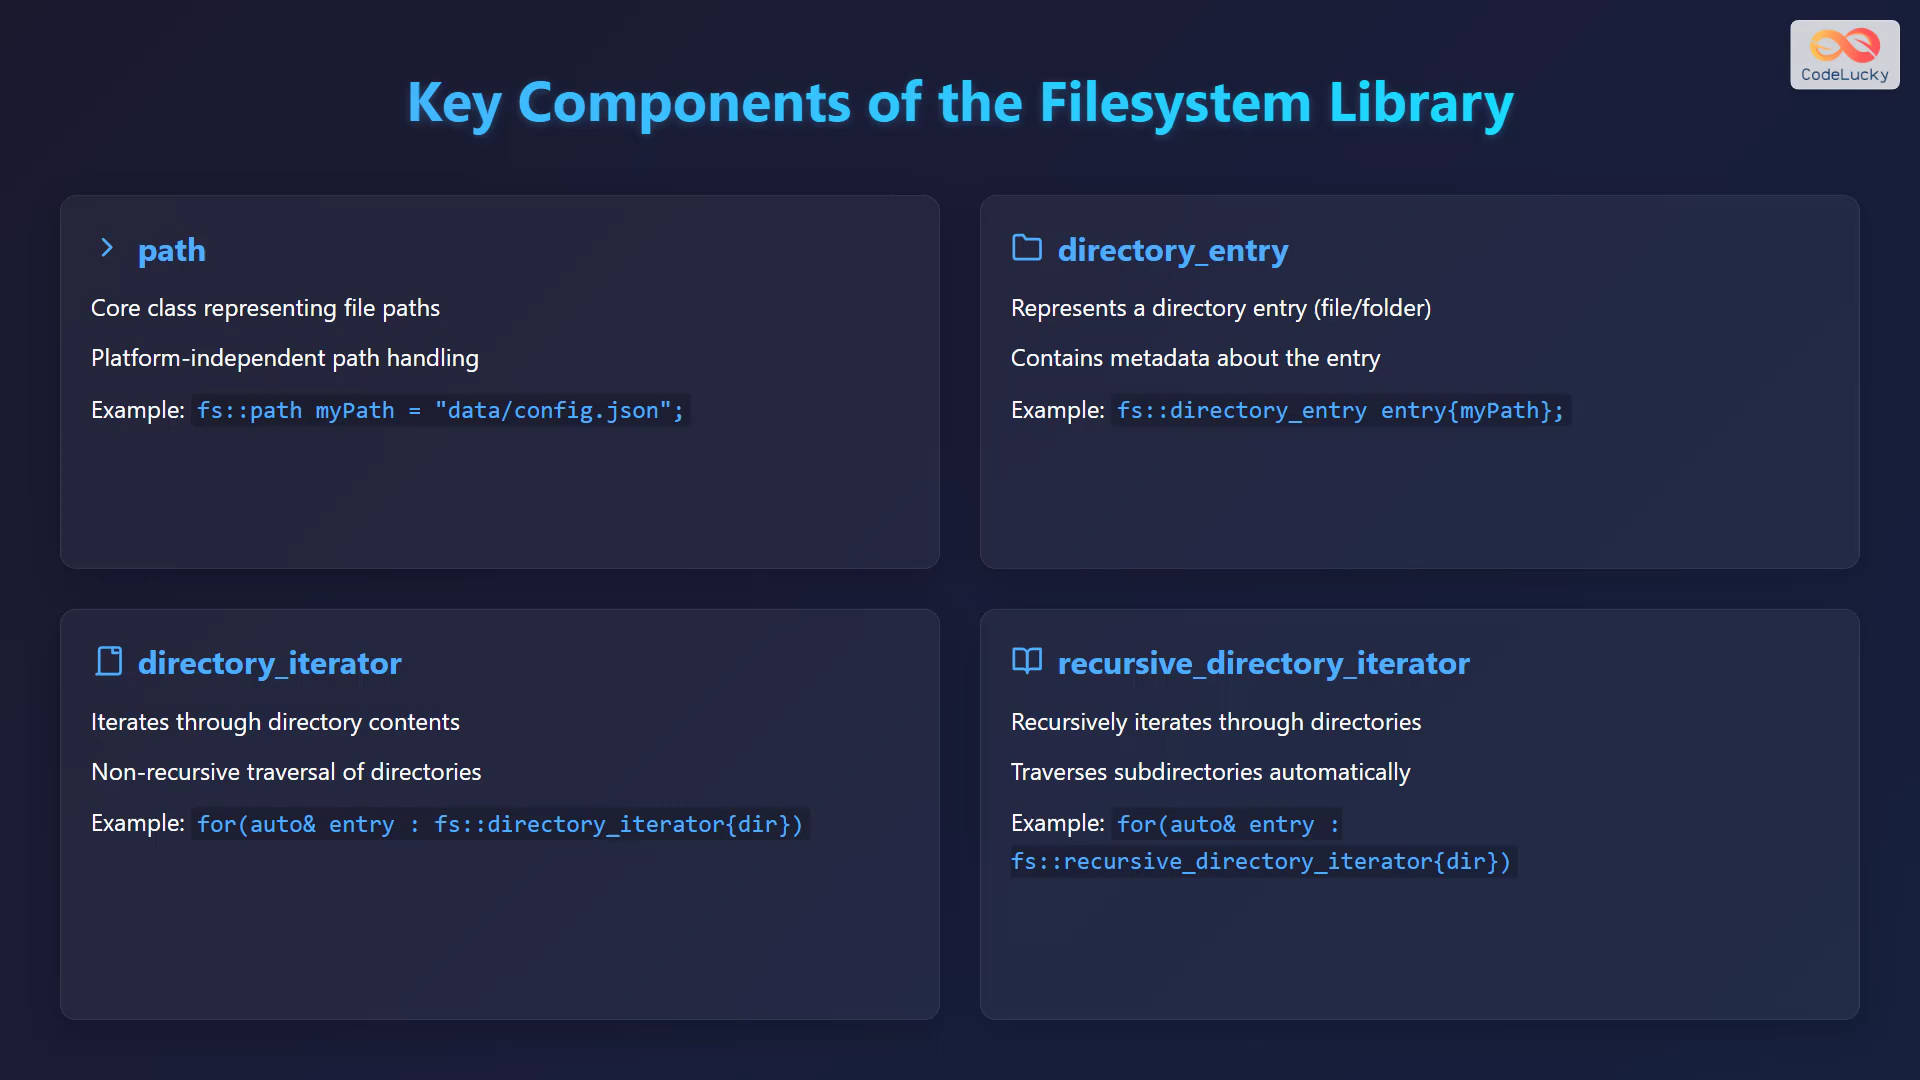 CodeLucky
Key Components of the Filesystem Library
path
Core class representing file paths
Platform-independent path handling
Example: fs::path myPath = "data/config.json";
directory_entry
Represents a directory entry (file/folder)
Contains metadata about the entry
Example: fs::directory_entry entry{myPath};
directory_iterator
Iterates through directory contents
Non-recursive traversal of directories
Example: for(auto& entry : fs::directory_iterator{dir})
recursive_directory_iterator
Recursively iterates through directories
Traverses subdirectories automatically
Example: for(auto& entry :
fs::recursive_directory_iterator{dir})